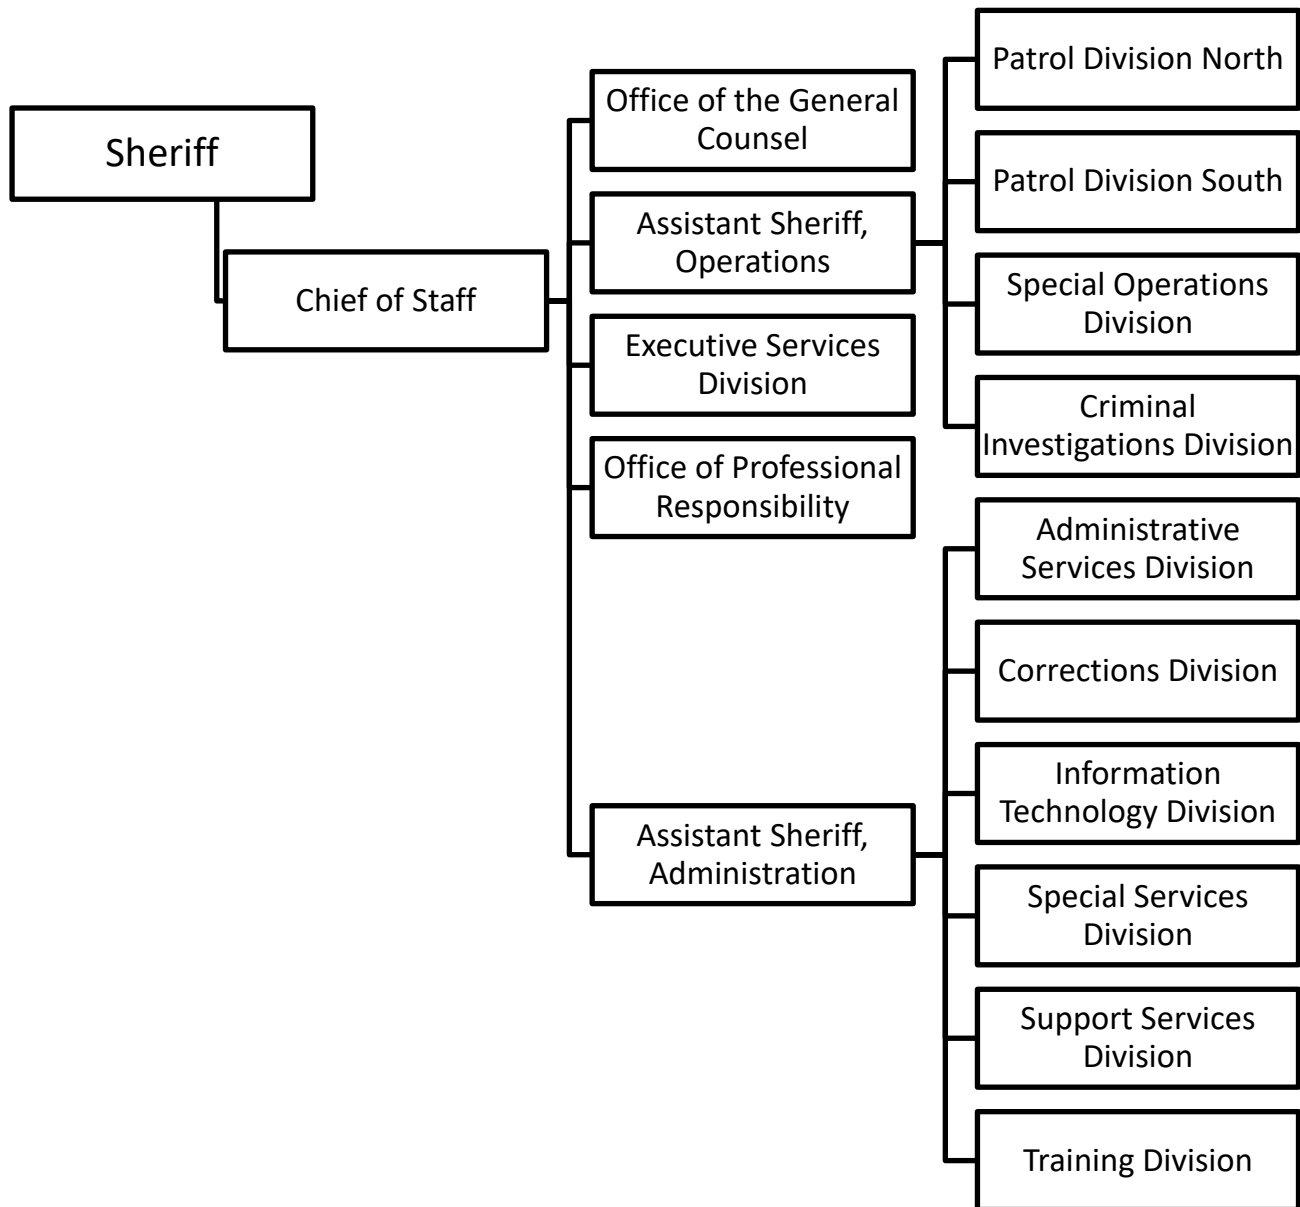 Sheriff
Chief of Staff
Office of the General
Counsel
Assistant Sheriff,
Operations
Executive Services
Division
Office of Professional
Responsibility
Assistant Sheriff,
Administration
Patrol Division North
Patrol Division South
Special Operations
Division
Criminal
Investigations Division
Administrative
Services Division
Corrections Division
Information
Technology Division
Special Services
Division
Support Services
Division
Training Division